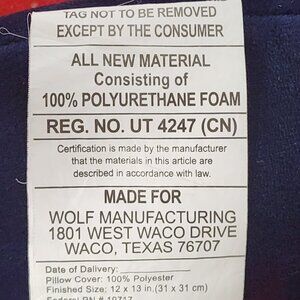 TAG NOT TO BE REMOVED
EXCEPT BY THE CONSUMER
ALL NEW MATERIAL
Consisting of
100% POLYURETHANE FOAM
REG. NO. UT 4247 (CN)
Certification is made by the manufacturer
that the materials in this article are
described in accordance with law.
MADE FOR
WOLF MANUFACTURING
1801 WEST WACO DRIVE
WACO, TEXAS 76707
Date of Delivery:
Pillow Cover: 100% Polyester
Finished Size: 12 x 13 in.(31 x 31 cm)
Federal RN # 19717